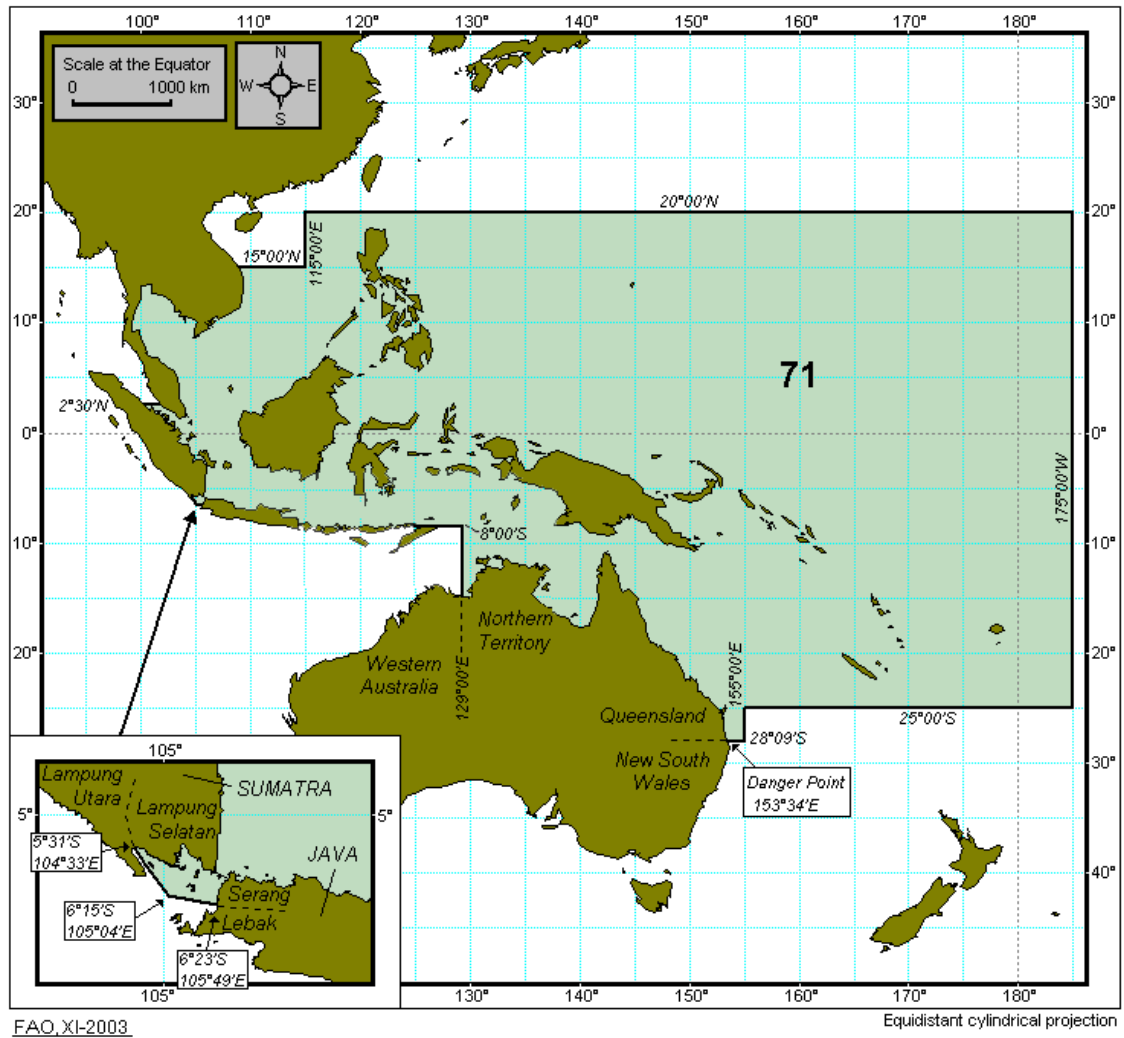 100° 110° 120° 130° 140° 150° 160° 170° 180°
Scale at the Equator
0 1000 km
N
W E
S
30° 30°
20°00'N
20° 20°
15°00'N
115°00'E
10° 10°
71
2°30'N
0° 0°
175°00'W
8°00'S
10° 10°
Northern
Territory
20° 20°
Western
Australia
129°00'E
155°00'E
Queensland
25°00'S
28°09'S
New South
Wales
Danger Point
153°34'E
30°
40°
105°
Lampung
Utara
SUMATRA
Lampung
Selatan
5° 5°
5°31'S
104°33'E
JAVA
Serang
6°15'S
105°04'E
Lebak
6°23'S
105°49'E
105°
130° 140° 150° 160° 170° 180°
FAO, XI-2003
Equidistant cylindrical projection